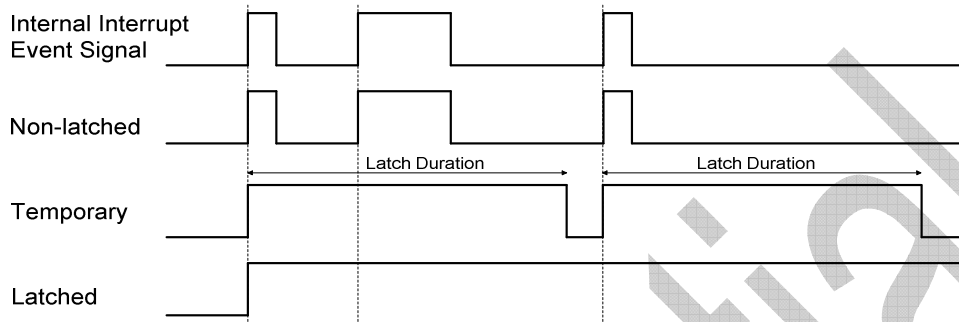 Internal Interrupt
Event Signal
Non-latched
Latch Duration
Latch Duration
Temporary
Latched